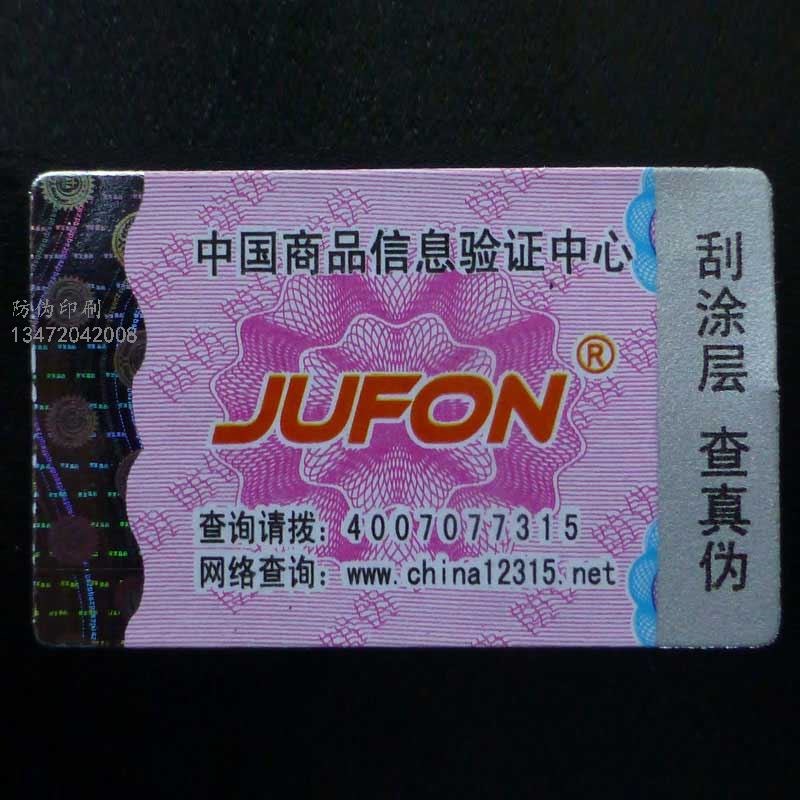 中国商品信息验证中心
防伪印刷
13472042008
JUFON®
查询请拨：4007077315
网络查询：www.china12315.net
刮涂层 查真伪